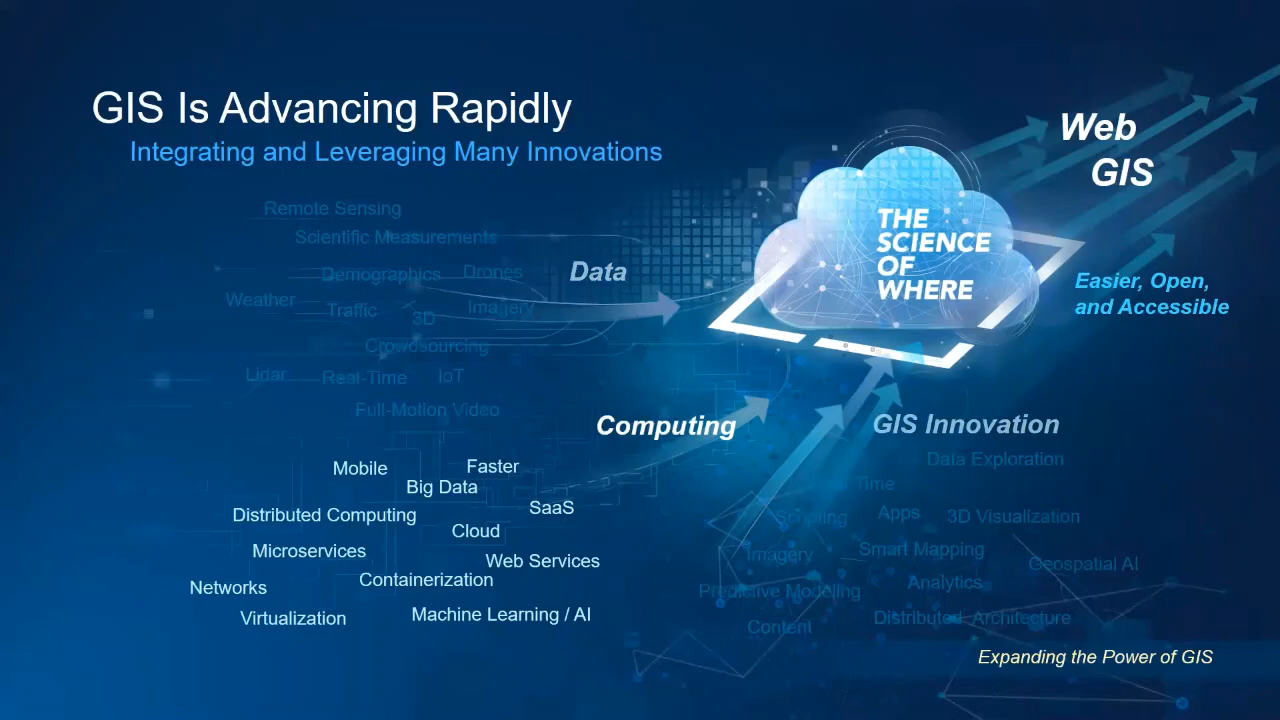 GIS Is Advancing Rapidly
Integrating and Leveraging Many Innovations
Web
GIS
THE
SCIENCE
OF
WHERE
Easier, Open,
and Accessible
Data
Remote Sensing
Scientific Measurements
Demographics Drones
Weather Traffic 3D Imagery
Crowdsourcing
Lidar Real-Time IoT
Full-Motion Video
Computing
Mobile Faster
Big Data
SaaS
Distributed Computing
Cloud
Microservices
Web Services
Containerization
Networks
Virtualization
Machine Learning / AI
GIS Innovation
Data Exploration
Time
Scripting Apps 3D Visualization
Imagery Smart Mapping
Geospatial AI
Predictive Modeling Analytics
Content Distributed Architecture
Expanding the Power of GIS